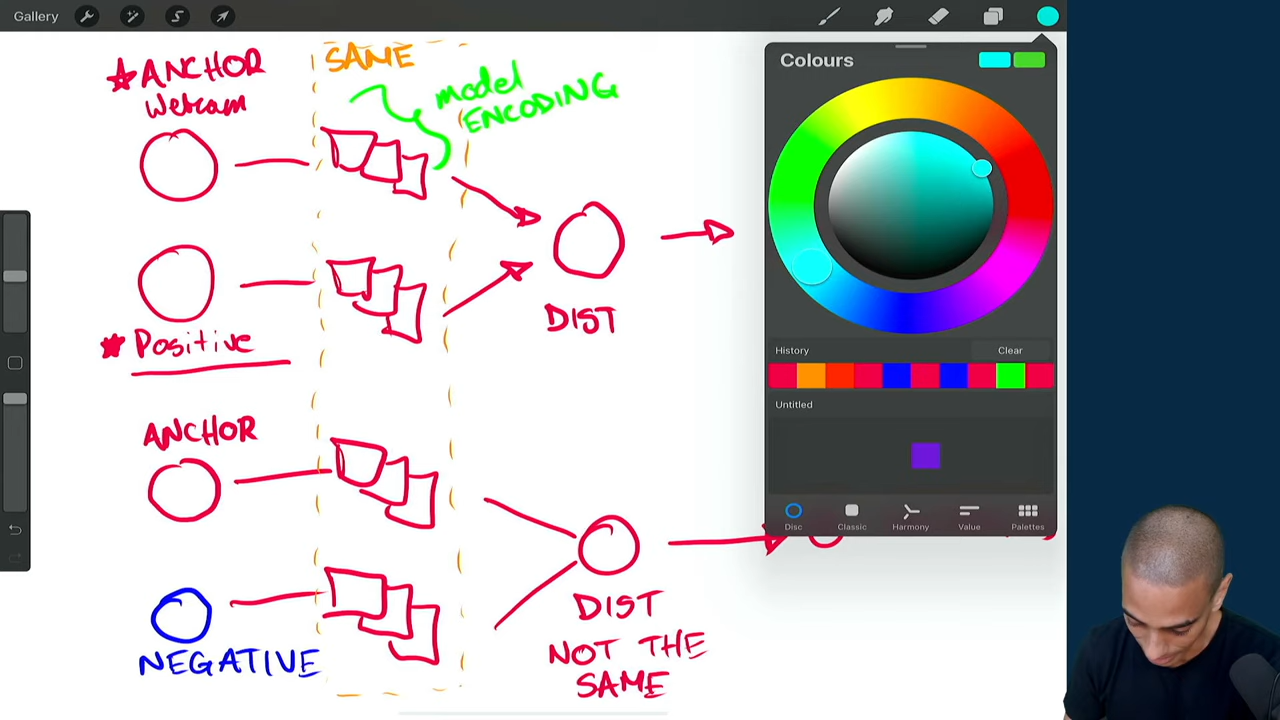 Gallery
Colours
SAME
★ANCHOR
Webcam
model
ENCODING
DIST
★ Positive
History
Clear
Untitled
ANCHOR
Disc
Classic
Harmony
Value
Palettes
DIST
NOT THE
SAME
NEGATIVE